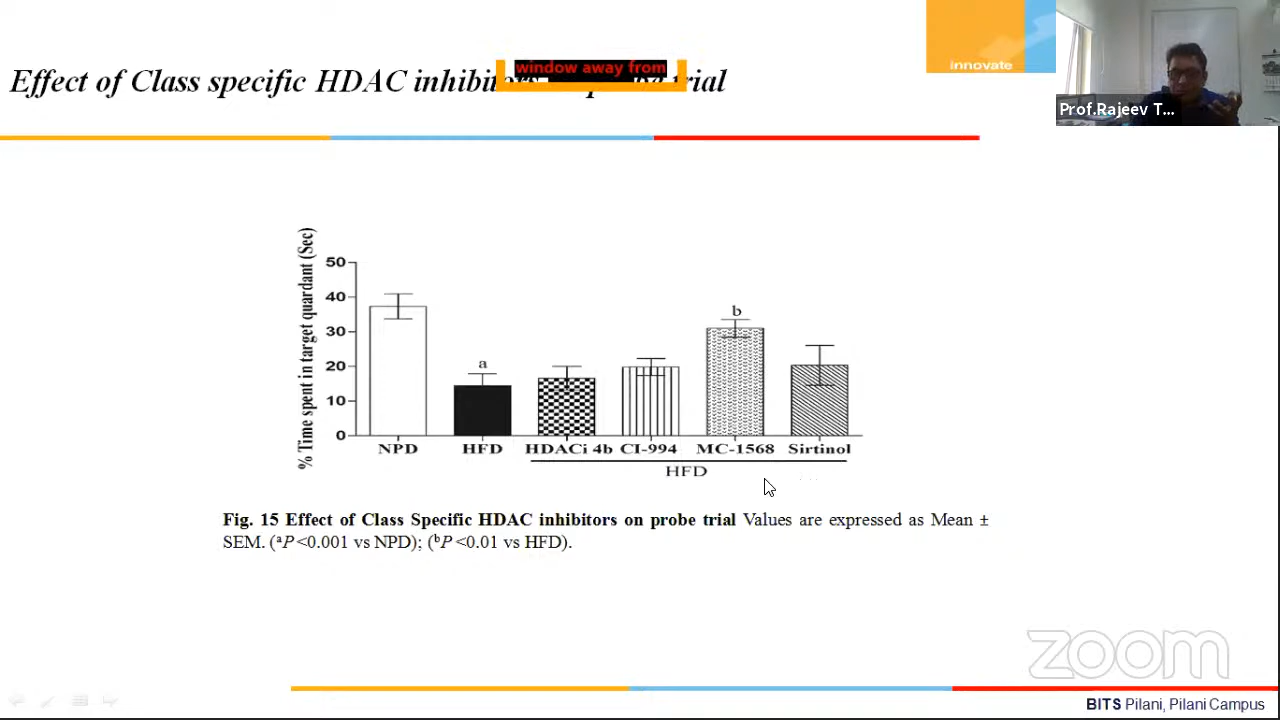 innovate
window away from
Effect of Class specific HDAC inhibitors trial
Prof.Rajeev T...
% Time spent in target quardant (Sec)
50
40
30
20
10
0
a
b
NPD HFD HDACi 4b CI-994 MC-1568 Sirtinol
HFD
Fig. 15 Effect of Class Specific HDAC inhibitors on probe trial Values are expressed as Mean ±
SEM. (ᵃP<0.001 vs NPD); (ᵇP<0.01 vs HFD).
zoom
BITS Pilani, Pilani Campus